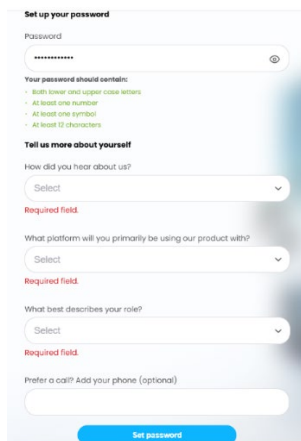 Set up your password
Password
••••••••••••
Your password should contain:
• Both lower and upper case letters
• At least one number
• At least one symbol
• At least 12 characters
Tell us more about yourself
How did you hear about us?
Select
Required field.
What platform will you primarily be using our product with?
Select
Required field.
What best describes your role?
Select
Required field.
Prefer a call? Add your phone (optional)
Set password